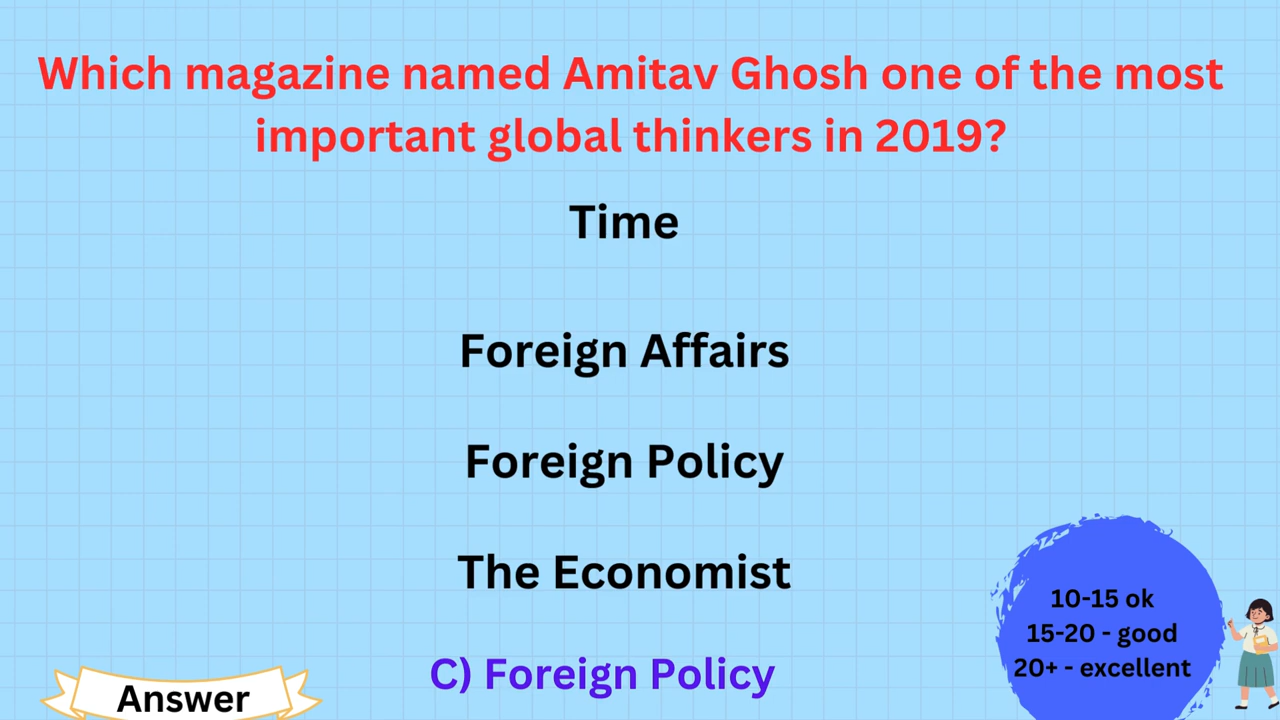 Which magazine named Amitav Ghosh one of the most
important global thinkers in 2019?
Time
Foreign Affairs
Foreign Policy
The Economist
C) Foreign Policy
Answer
10-15 ok
15-20 - good
20+ - excellent